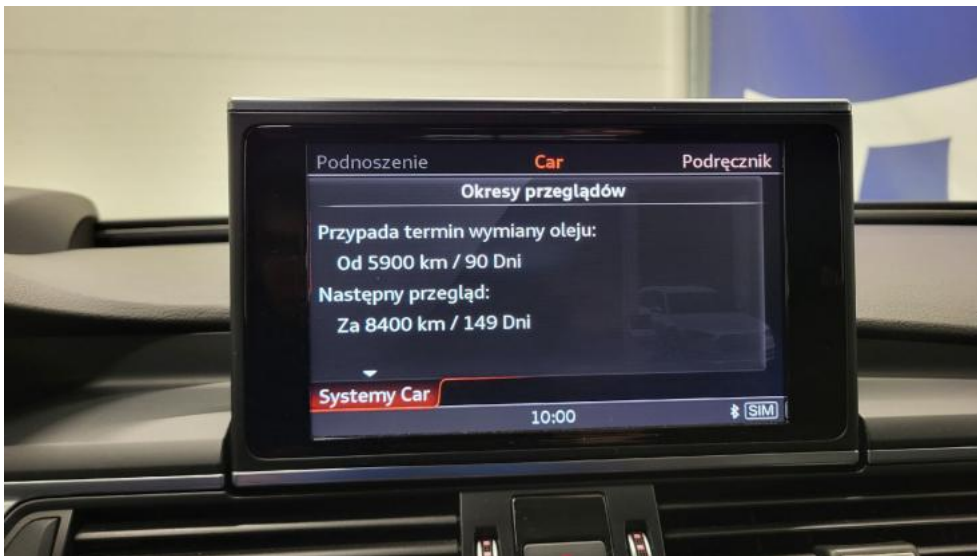 Podnoszenie Car Podręcznik
Okresy przeglądów
Przypada termin wymiany oleju:
Od 5900 km / 90 Dni
Następny przegląd:
Za 8400 km / 149 Dni
Systemy Car
10:00 SIM